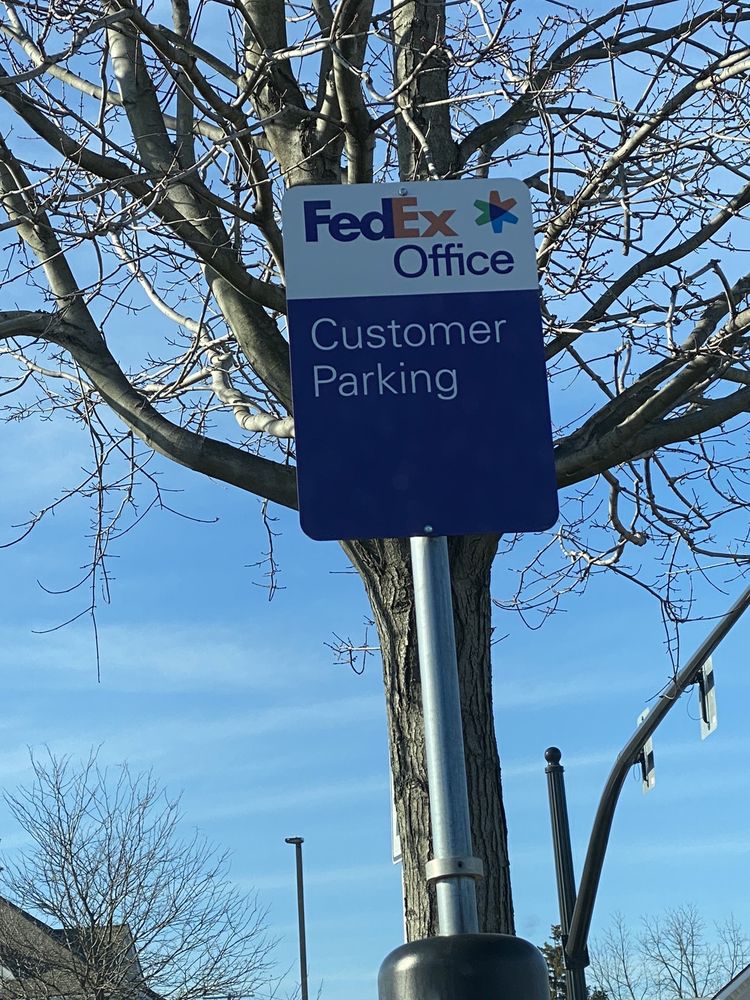 FedEx
Office
Customer
Parking